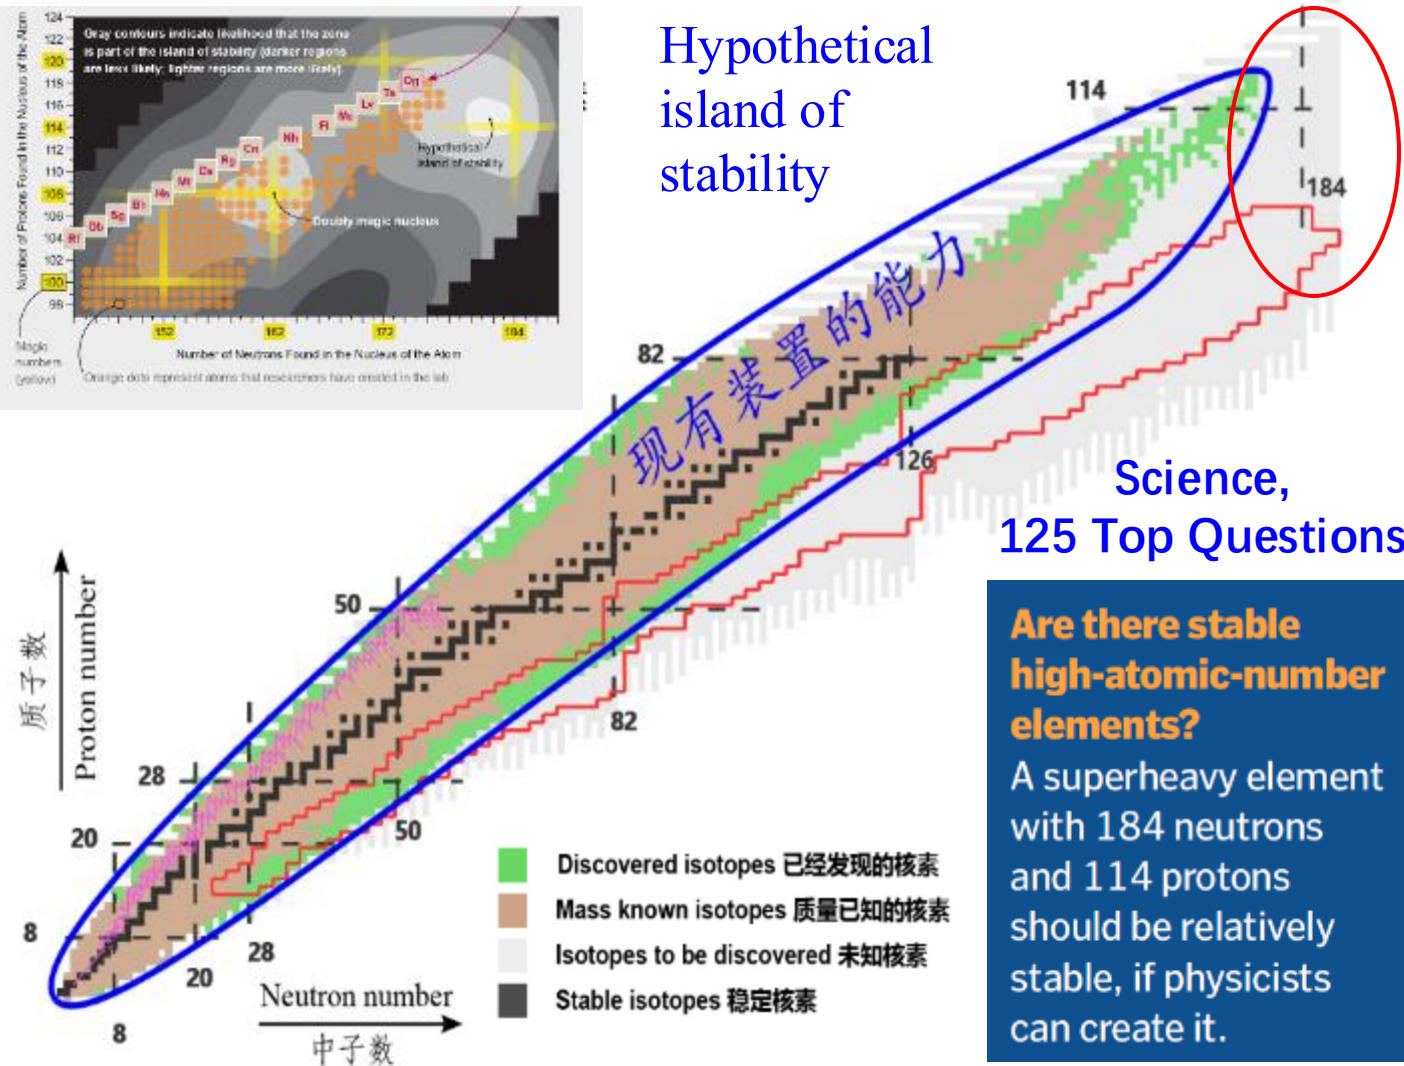 Number of Protons Found in the Nucleus of the Atom
124
122
120
118
116
114
112
110
108
106
104
102
100
98
Gray contours indicate likelihood that the zone
is part of the island of stability (darker regions
are less likely; lighter regions are more likely).
Og
Ts
Lv
Mc
Fl
Nh
Cn
Rg
Ds
Mt
Hs
Bh
Sg
Db
Rf
Hypothetical
island of stability
Doubly magic nucleus
152
162
172
184
Number of Neutrons Found in the Nucleus of the Atom
Magic
numbers
(yellow)
Orange dots represent atoms that researchers have created in the lab
Hypothetical
island of
stability
114
184
82
现有装置的能力
126
Science,
125 Top Questions
Are there stable
high-atomic-number
elements?
A superheavy element
with 184 neutrons
and 114 protons
should be relatively
stable, if physicists
can create it.
50
82
质子数
Proton number
28
20
50
8
28
20
8
Neutron number
中子数
Discovered isotopes 已经发现的核素
Mass known isotopes 质量已知的核素
Isotopes to be discovered 未知核素
Stable isotopes 稳定核素